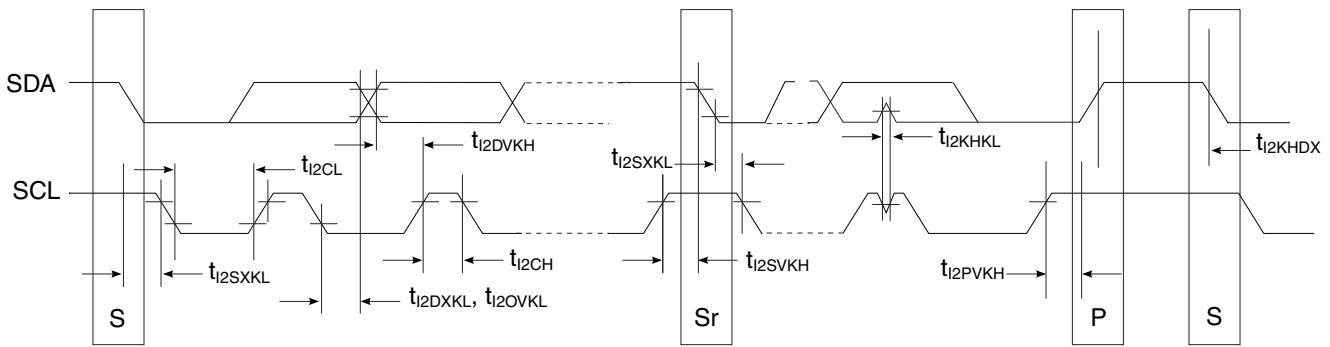 SDA
tI2DVKH
tI2KHKL
tI2SXKL
tI2KHDX
tI2CL
SCL
tI2SXKL
tI2CH
tI2SVKH
tI2PVKH
tI2DXKL, tI2OVKL
S
Sr
P
S